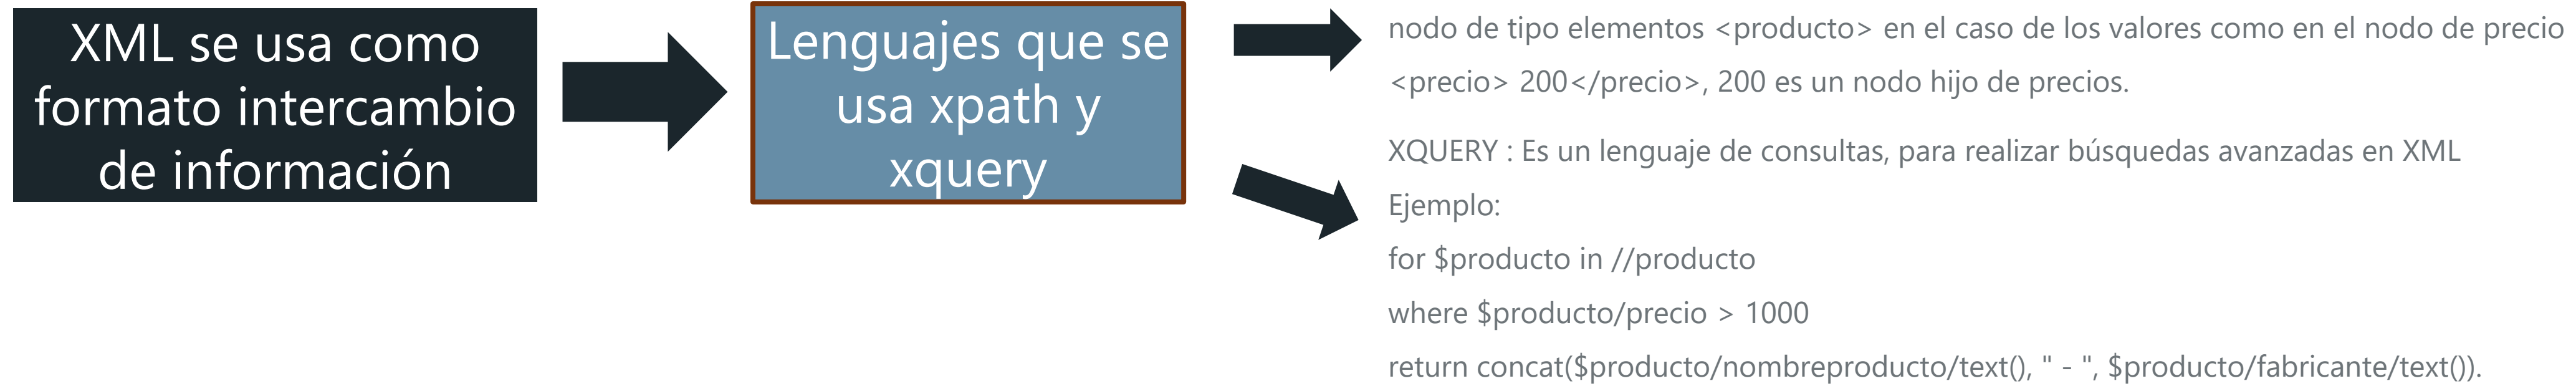 XML se usa como
formato intercambio
de información
Lenguajes que se
usa xpath y
xquery
nodo de tipo elementos <producto> en el caso de los valores como en el nodo de precio
<precio> 200</precio>, 200 es un nodo hijo de precios.
XQUERY : Es un lenguaje de consultas, para realizar búsquedas avanzadas en XML
Ejemplo:
for $producto in //producto
where $producto/precio > 1000
return concat($producto/nombreproducto/text(), " - ", $producto/fabricante/text()).